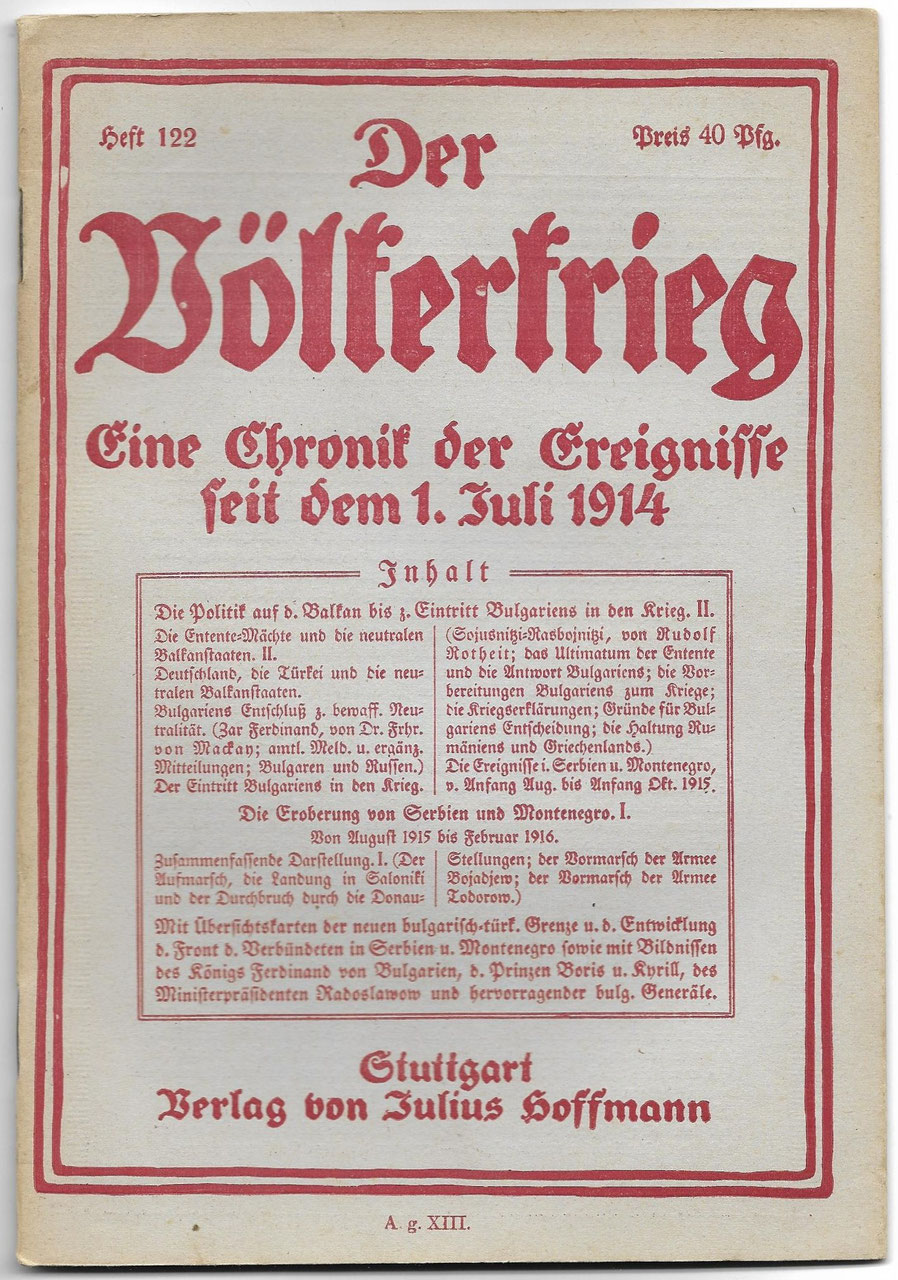 Heft 122
Preis 40 Pfg.
Der
Völkerkrieg
Eine Chronik der Ereignisse
seit dem 1. Juli 1914
Inhalt
Die Politik auf d. Balkan bis z. Eintritt Bulgariens in den Krieg. II.
Die Entente-Mächte und die neutralen
Balkanstaaten. II.
Deutschland, die Türkei und die neu-
tralen Balkanstaaten.
Bulgariens Entschluß z. bewaff. Neu-
tralität. (Zar Ferdinand, von Dr. Frhr.
von Mackay; amtl. Meld. u. ergänz.
Mitteilungen; Bulgaren und Russen.)
Der Eintritt Bulgariens in den Krieg.
(Sojusnitzi-Rasbojnitzi, von Rudolf
Rotheit; das Ultimatum der Entente
und die Antwort Bulgariens; die Vor-
bereitungen Bulgariens zum Kriege;
die Kriegserklärungen; Gründe für Bul-
gariens Entscheidung; die Haltung Ru-
mäniens und Griechenlands.)
Die Ereignisse i. Serbien u. Montenegro,
v. Anfang Aug. bis Anfang Okt. 1915.
Die Eroberung von Serbien und Montenegro. I.
Von August 1915 bis Februar 1916.
Zusammenfassende Darstellung. I. (Der
Aufmarsch, die Landung in Saloniki
und der Durchbruch durch die Donau-
Stellungen; der Vormarsch der Armee
Bojadjew; der Vormarsch der Armee
Todorow.)
Mit Übersichtskarten der neuen bulgarisch-türk. Grenze u. d. Entwicklung
d. Front d. Verbündeten in Serbien u. Montenegro sowie mit Bildnissen
des Königs Ferdinand von Bulgarien, d. Prinzen Boris u. Kyrill, des
Ministerpräsidenten Radoslawow und hervorragender bulg. Generäle.
Stuttgart
Verlag von Julius Hoffmann
A. g. XIII.